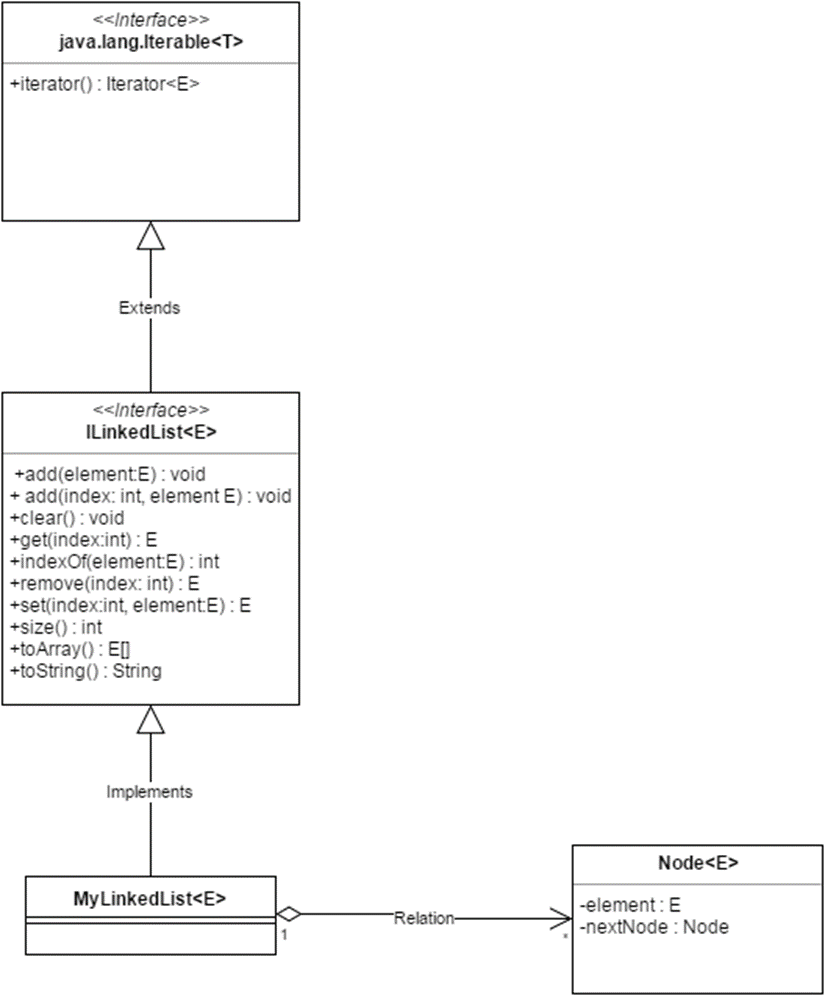 <<Interface>>
java.lang.Iterable<T>
+iterator() : Iterator<E>
Extends
<<Interface>>
ILinkedList<E>
+add(element:E) : void
+ add(index: int, element E) : void
+clear() : void
+get(index:int) : E
+indexOf(element:E) : int
+remove(index: int) : E
+set(index:int, element:E) : E
+size() : int
+toArray() : E[]
+toString() : String
Implements
MyLinkedList<E>
1
Relation
*
Node<E>
-element : E
-nextNode : Node